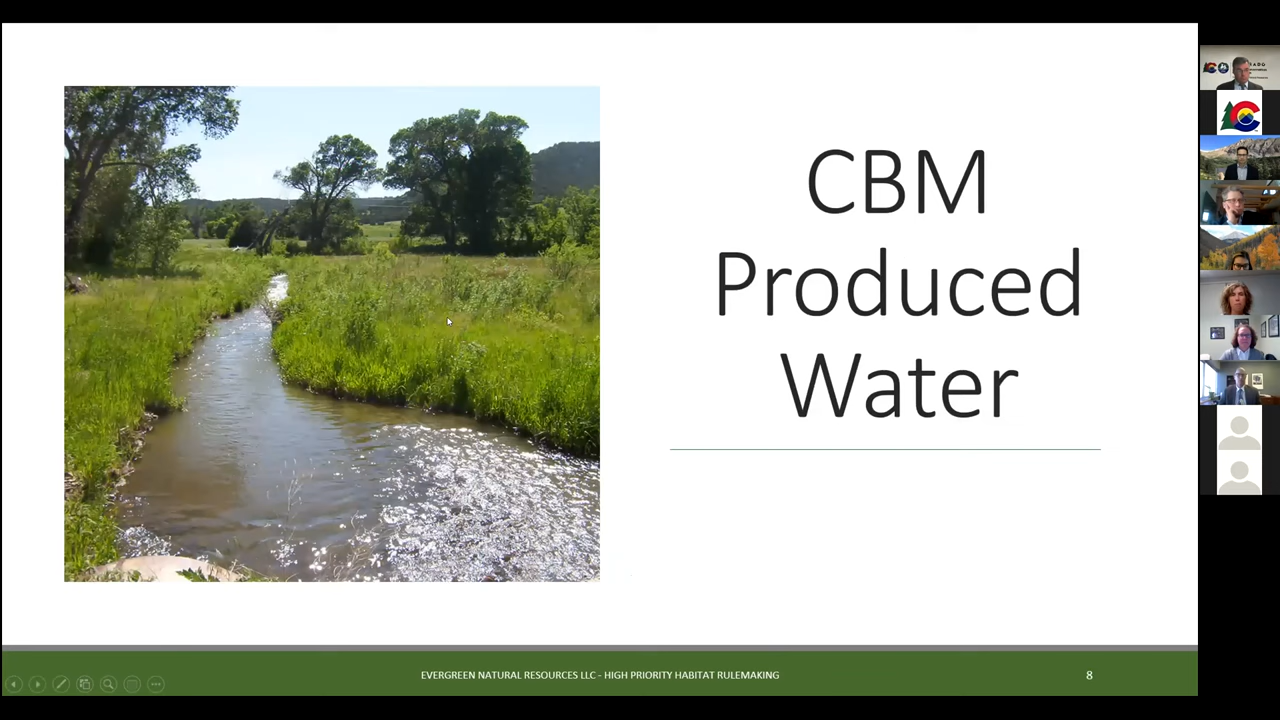 CBM
Produced
Water
EVERGREEN NATURAL RESOURCES LLC - HIGH PRIORITY HABITAT RULEMAKING
8